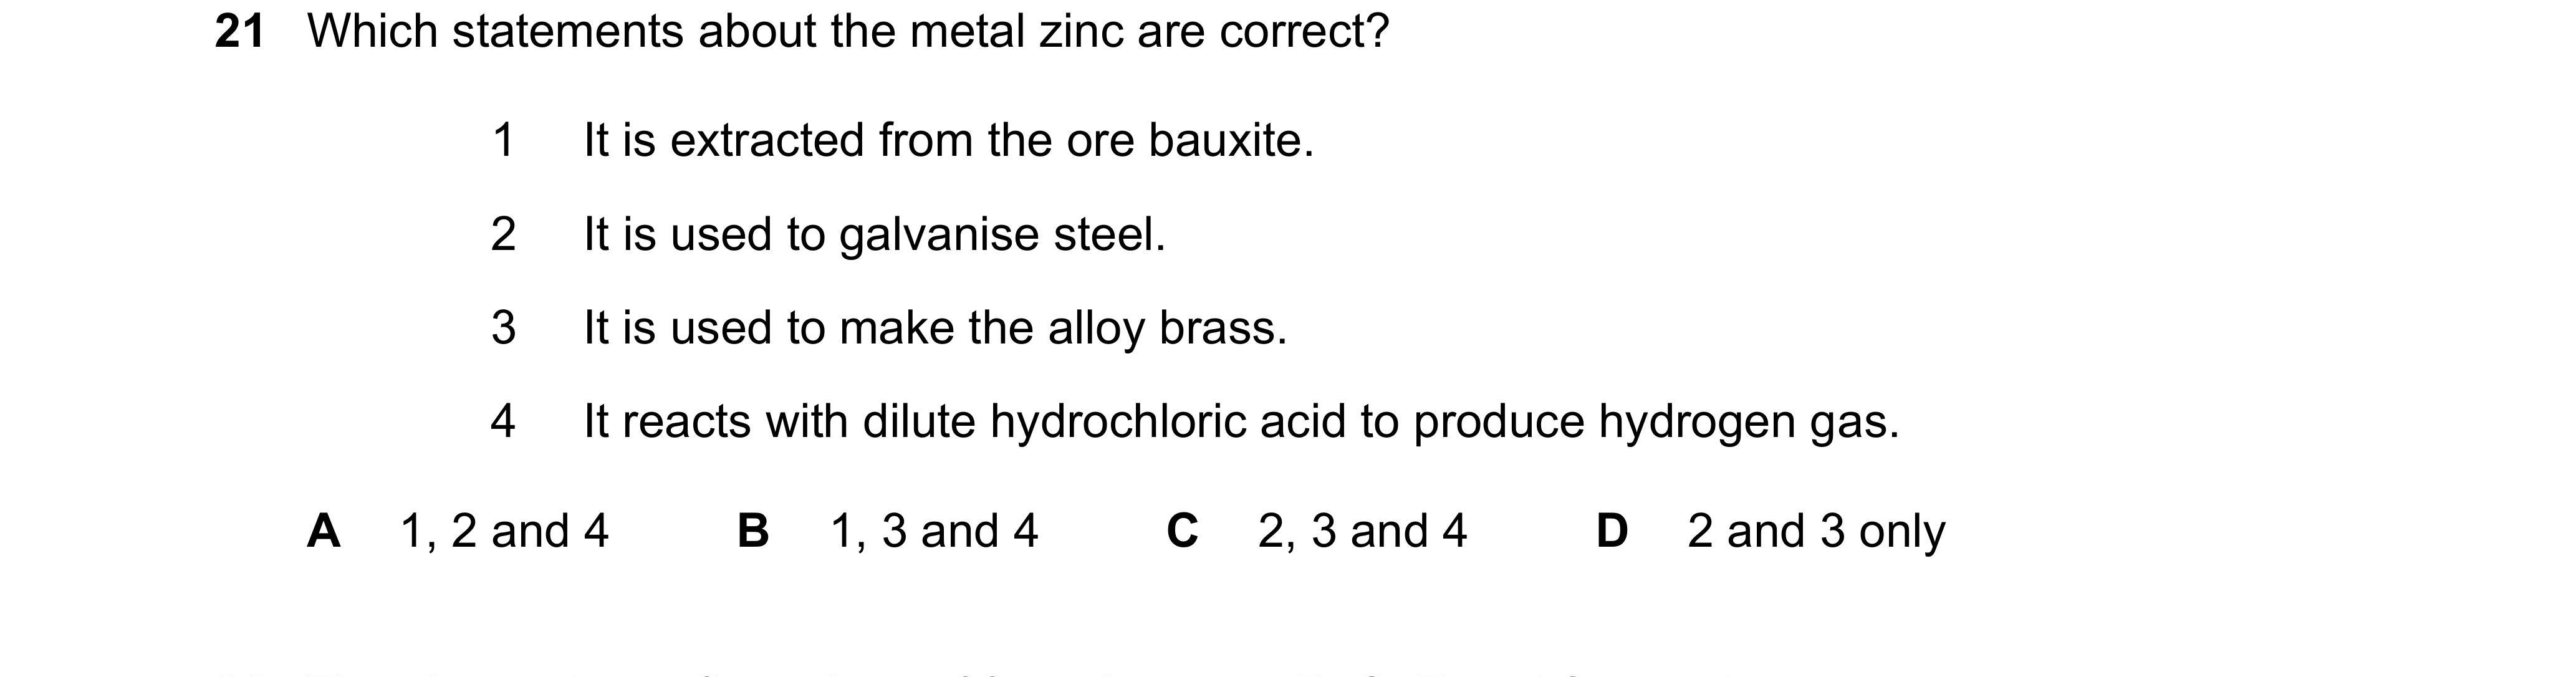 21 Which statements about the metal zinc are correct?
1 It is extracted from the ore bauxite.
2 It is used to galvanise steel.
3 It is used to make the alloy brass.
4 It reacts with dilute hydrochloric acid to produce hydrogen gas.
A 1, 2 and 4 B 1, 3 and 4 C 2, 3 and 4 D 2 and 3 only